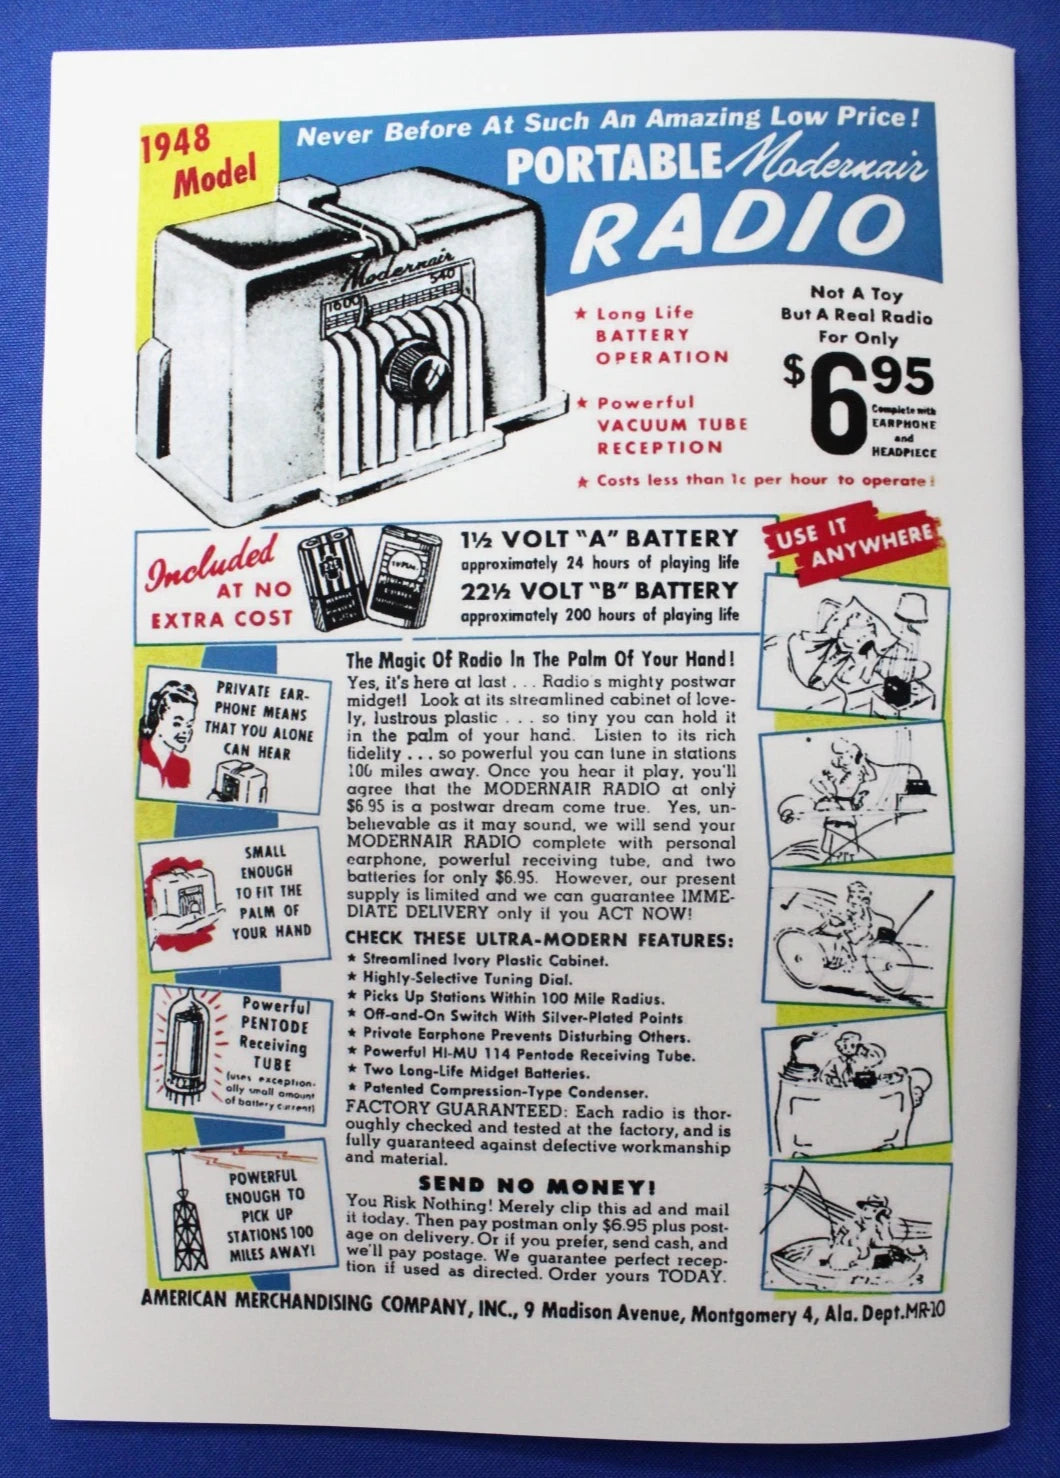 1948
Model
Never Before At Such An Amazing Low Price!
PORTABLE Modernair
RADIO
Modernair
1600 540
★ Long Life
BATTERY
OPERATION
★ Powerful
VACUUM TUBE
RECEPTION
Not A Toy
But A Real Radio
For Only
$6 95
Complete with
EARPHONE
and
HEADPIECE
★ Costs less than 1c per hour to operate!
Included
AT NO
EXTRA COST
MINI-MAX
1½ VOLT "A" BATTERY
approximately 24 hours of playing life
22½ VOLT "B" BATTERY
approximately 200 hours of playing life
USE IT
ANYWHERE
PRIVATE EAR-
PHONE MEANS
THAT YOU ALONE
CAN HEAR
SMALL
ENOUGH
TO FIT THE
PALM OF
YOUR HAND
Powerful
PENTODE
Receiving
TUBE
(uses exception-
ally small amount
of battery current)
POWERFUL
ENOUGH TO
PICK UP
STATIONS 100
MILES AWAY!
The Magic Of Radio In The Palm Of Your Hand!
Yes, it's here at last . . . Radio's mighty postwar
midget! Look at its streamlined cabinet of love-
ly, lustrous plastic . . . so tiny you can hold it
in the palm of your hand. Listen to its rich
fidelity . . . so powerful you can tune in stations
100 miles away. Once you hear it play, you'll
agree that the MODERNAIR RADIO at only
$6 95 is a postwar dream come true. Yes, un-
believable as it may sound, we will send your
MODERNAIR RADIO complete with personal
earphone, powerful receiving tube, and two
batteries for only $6.95. However, our present
supply is limited and we can guarantee IMME-
DIATE DELIVERY only if you ACT NOW!
CHECK THESE ULTRA-MODERN FEATURES:
★ Streamlined Ivory Plastic Cabinet.
★ Highly-Selective Tuning Dial.
★ Picks Up Stations Within 100 Mile Radius.
★ Off-and-On Switch With Silver-Plated Points
★ Private Earphone Prevents Disturbing Others.
★ Powerful HI-MU 114 Pentode Receiving Tube.
★ Two Long-Life Midget Batteries.
★ Patented Compression-Type Condenser.
FACTORY GUARANTEED: Each radio is thor-
oughly checked and tested at the factory, and is
fully guaranteed against defective workmanship
and material.
SEND NO MONEY!
You Risk Nothing! Merely clip this ad and mail
it today. Then pay postman only $6.95 plus post-
age on delivery. Or if you prefer, send cash, and
we'll pay postage. We guarantee perfect recep-
tion if used as directed. Order yours TODAY.
AMERICAN MERCHANDISING COMPANY, INC., 9 Madison Avenue, Montgomery 4, Ala. Dept.MR-10